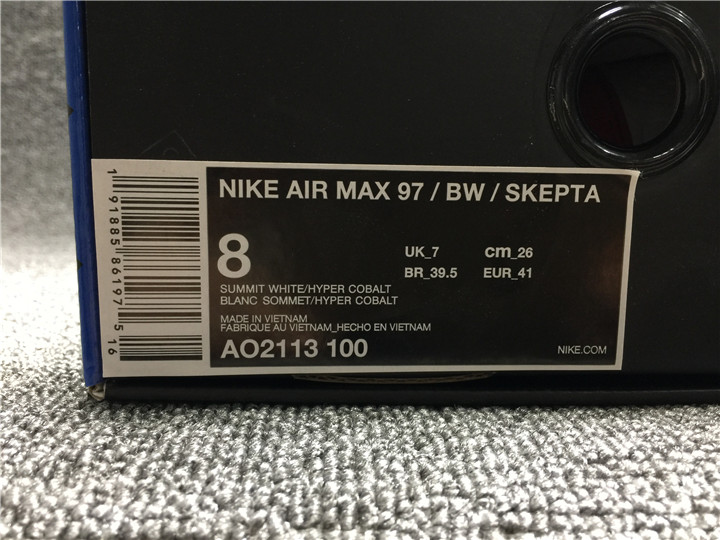 NIKE AIR MAX 97 / BW / SKEPTA
8
UK_7 cm_26
BR_39.5 EUR_41
SUMMIT WHITE/HYPER COBALT
BLANC SOMMET/HYPER COBALT
MADE IN VIETNAM
FABRIQUE AU VIETNAM_HECHO EN VIETNAM
AO2113 100
NIKE.COM
1 91885 86197 5 16